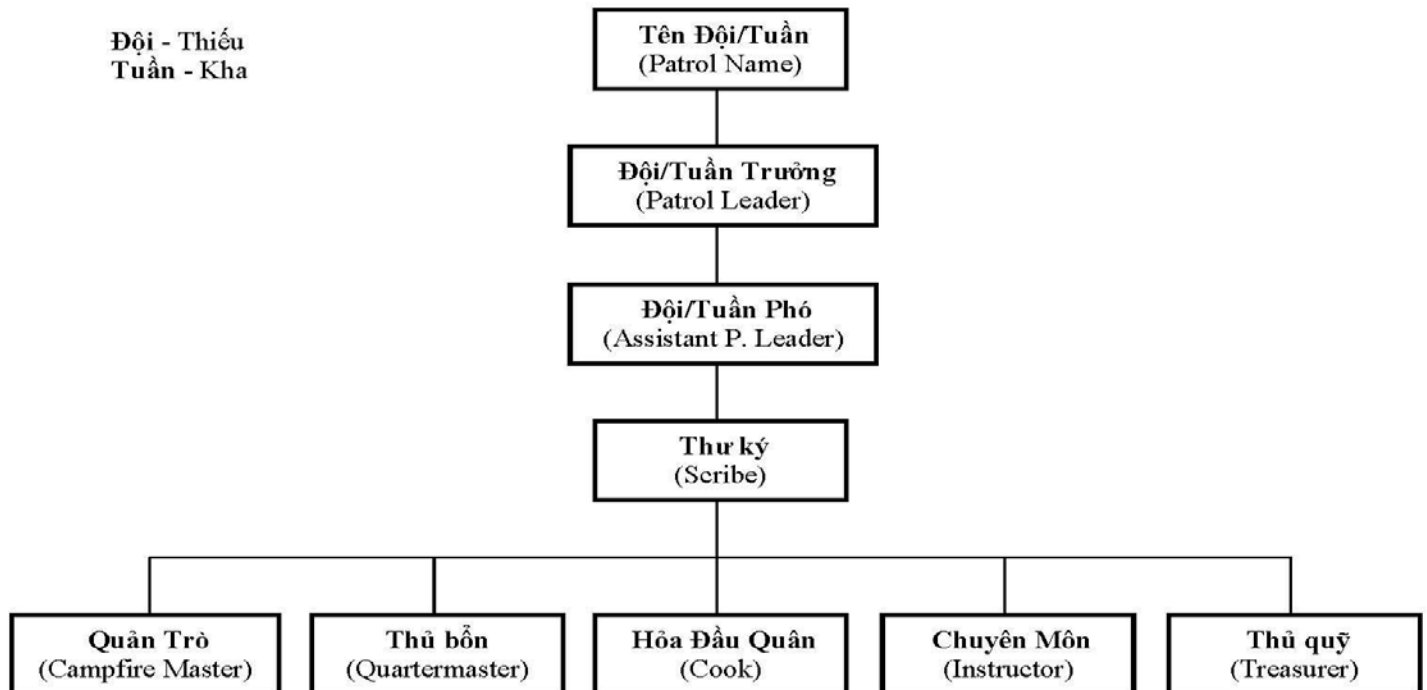 Đội - Thiếu
Tuần - Kha
Tên Đội/Tuần
(Patrol Name)
Đội/Tuần Trưởng
(Patrol Leader)
Đội/Tuần Phó
(Assistant P. Leader)
Thư ký
(Scribe)
Quản Trò
(Campfire Master)
Thủ bổn
(Quartermaster)
Hỏa Đầu Quân
(Cook)
Chuyên Môn
(Instructor)
Thủ quỹ
(Treasurer)